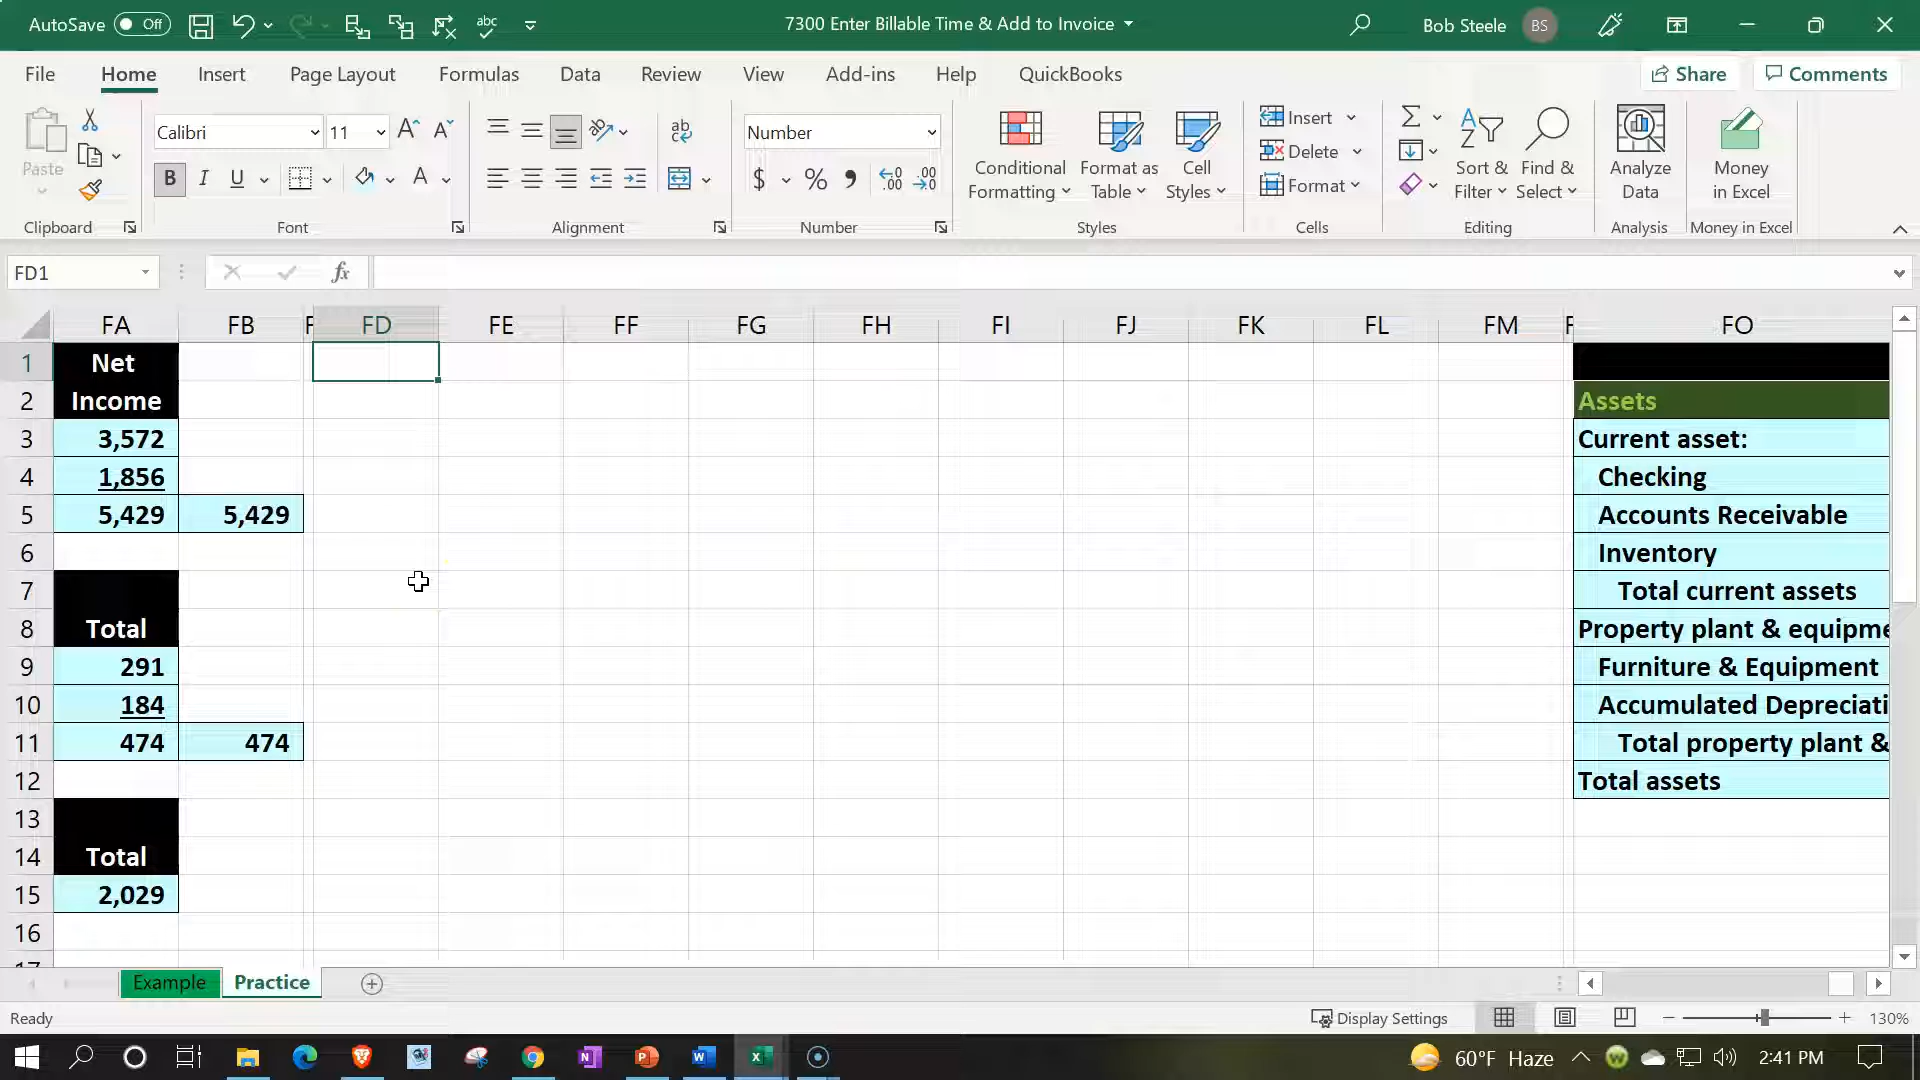 AutoSave Off
abc
7300 Enter Billable Time & Add to Invoice
Bob Steele
BS
File Home Insert Page Layout Formulas Data Review View Add-ins Help QuickBooks
Share
Comments
Paste
Clipboard
Calibri 11
B I U
Font
ab
Alignment
Number
$ % 9
Number
Conditional
Formatting
Format as
Table
Cell
Styles
Styles
Insert
Delete
Format
Cells
Sort &
Filter
Find &
Select
Editing
Analyze
Data
Analysis
Money
in Excel
Money in Excel
FD1
fx
FA FB FD FE FF FG FH FI FJ FK FL FM FO
1 Net
2 Income Assets
3 3,572 Current asset:
4 1,856 Checking
5 5,429 5,429 Accounts Receivable
6 Inventory
7 Total current assets
8 Total Property plant & equipme
9 291 Furniture & Equipment
10 184 Accumulated Depreciati
11 474 474 Total property plant &
12 Total assets
13
14 Total
15 2,029
16
17
Example Practice
Ready
Display Settings
130%
60°F Haze
2:41 PM